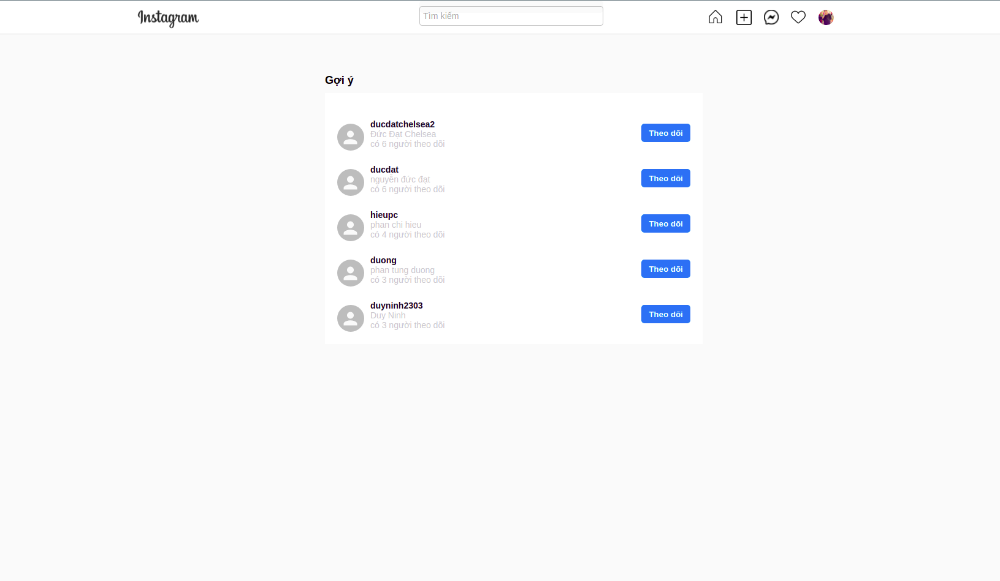 Instagram
Tìm kiếm
Gợi ý
ducdatchelsea2
Đức Đạt Chelsea
có 6 người theo dõi
Theo dõi
ducdat
nguyễn đức đạt
có 6 người theo dõi
Theo dõi
hieupc
phan chi hieu
có 4 người theo dõi
Theo dõi
duong
phan tung duong
có 3 người theo dõi
Theo dõi
duyninh2303
Duy Ninh
có 3 người theo dõi
Theo dõi